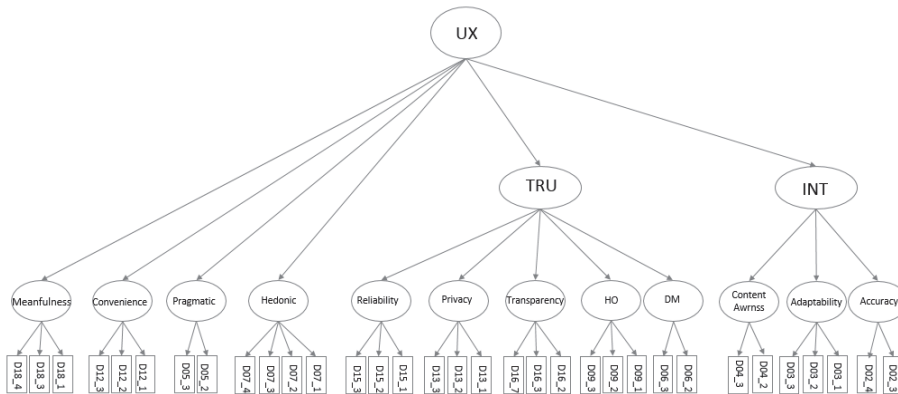 UX
TRU
INT
Meanfulness
Convenience
Pragmatic
Hedonic
Reliability
Privacy
Transparency
HO
DM
Content
Awrnss
Adaptability
Accuracy
D18_4
D18_3
D18_1
D12_3
D12_2
D12_1
D05_3
D05_2
D07_4
D07_3
D07_2
D07_1
D15_3
D15_2
D15_1
D13_3
D13_2
D13_1
D16_7
D16_3
D16_2
D09_3
D09_2
D09_1
D06_3
D06_2
D04_3
D04_2
D03_3
D03_2
D03_1
D02_4
D02_3